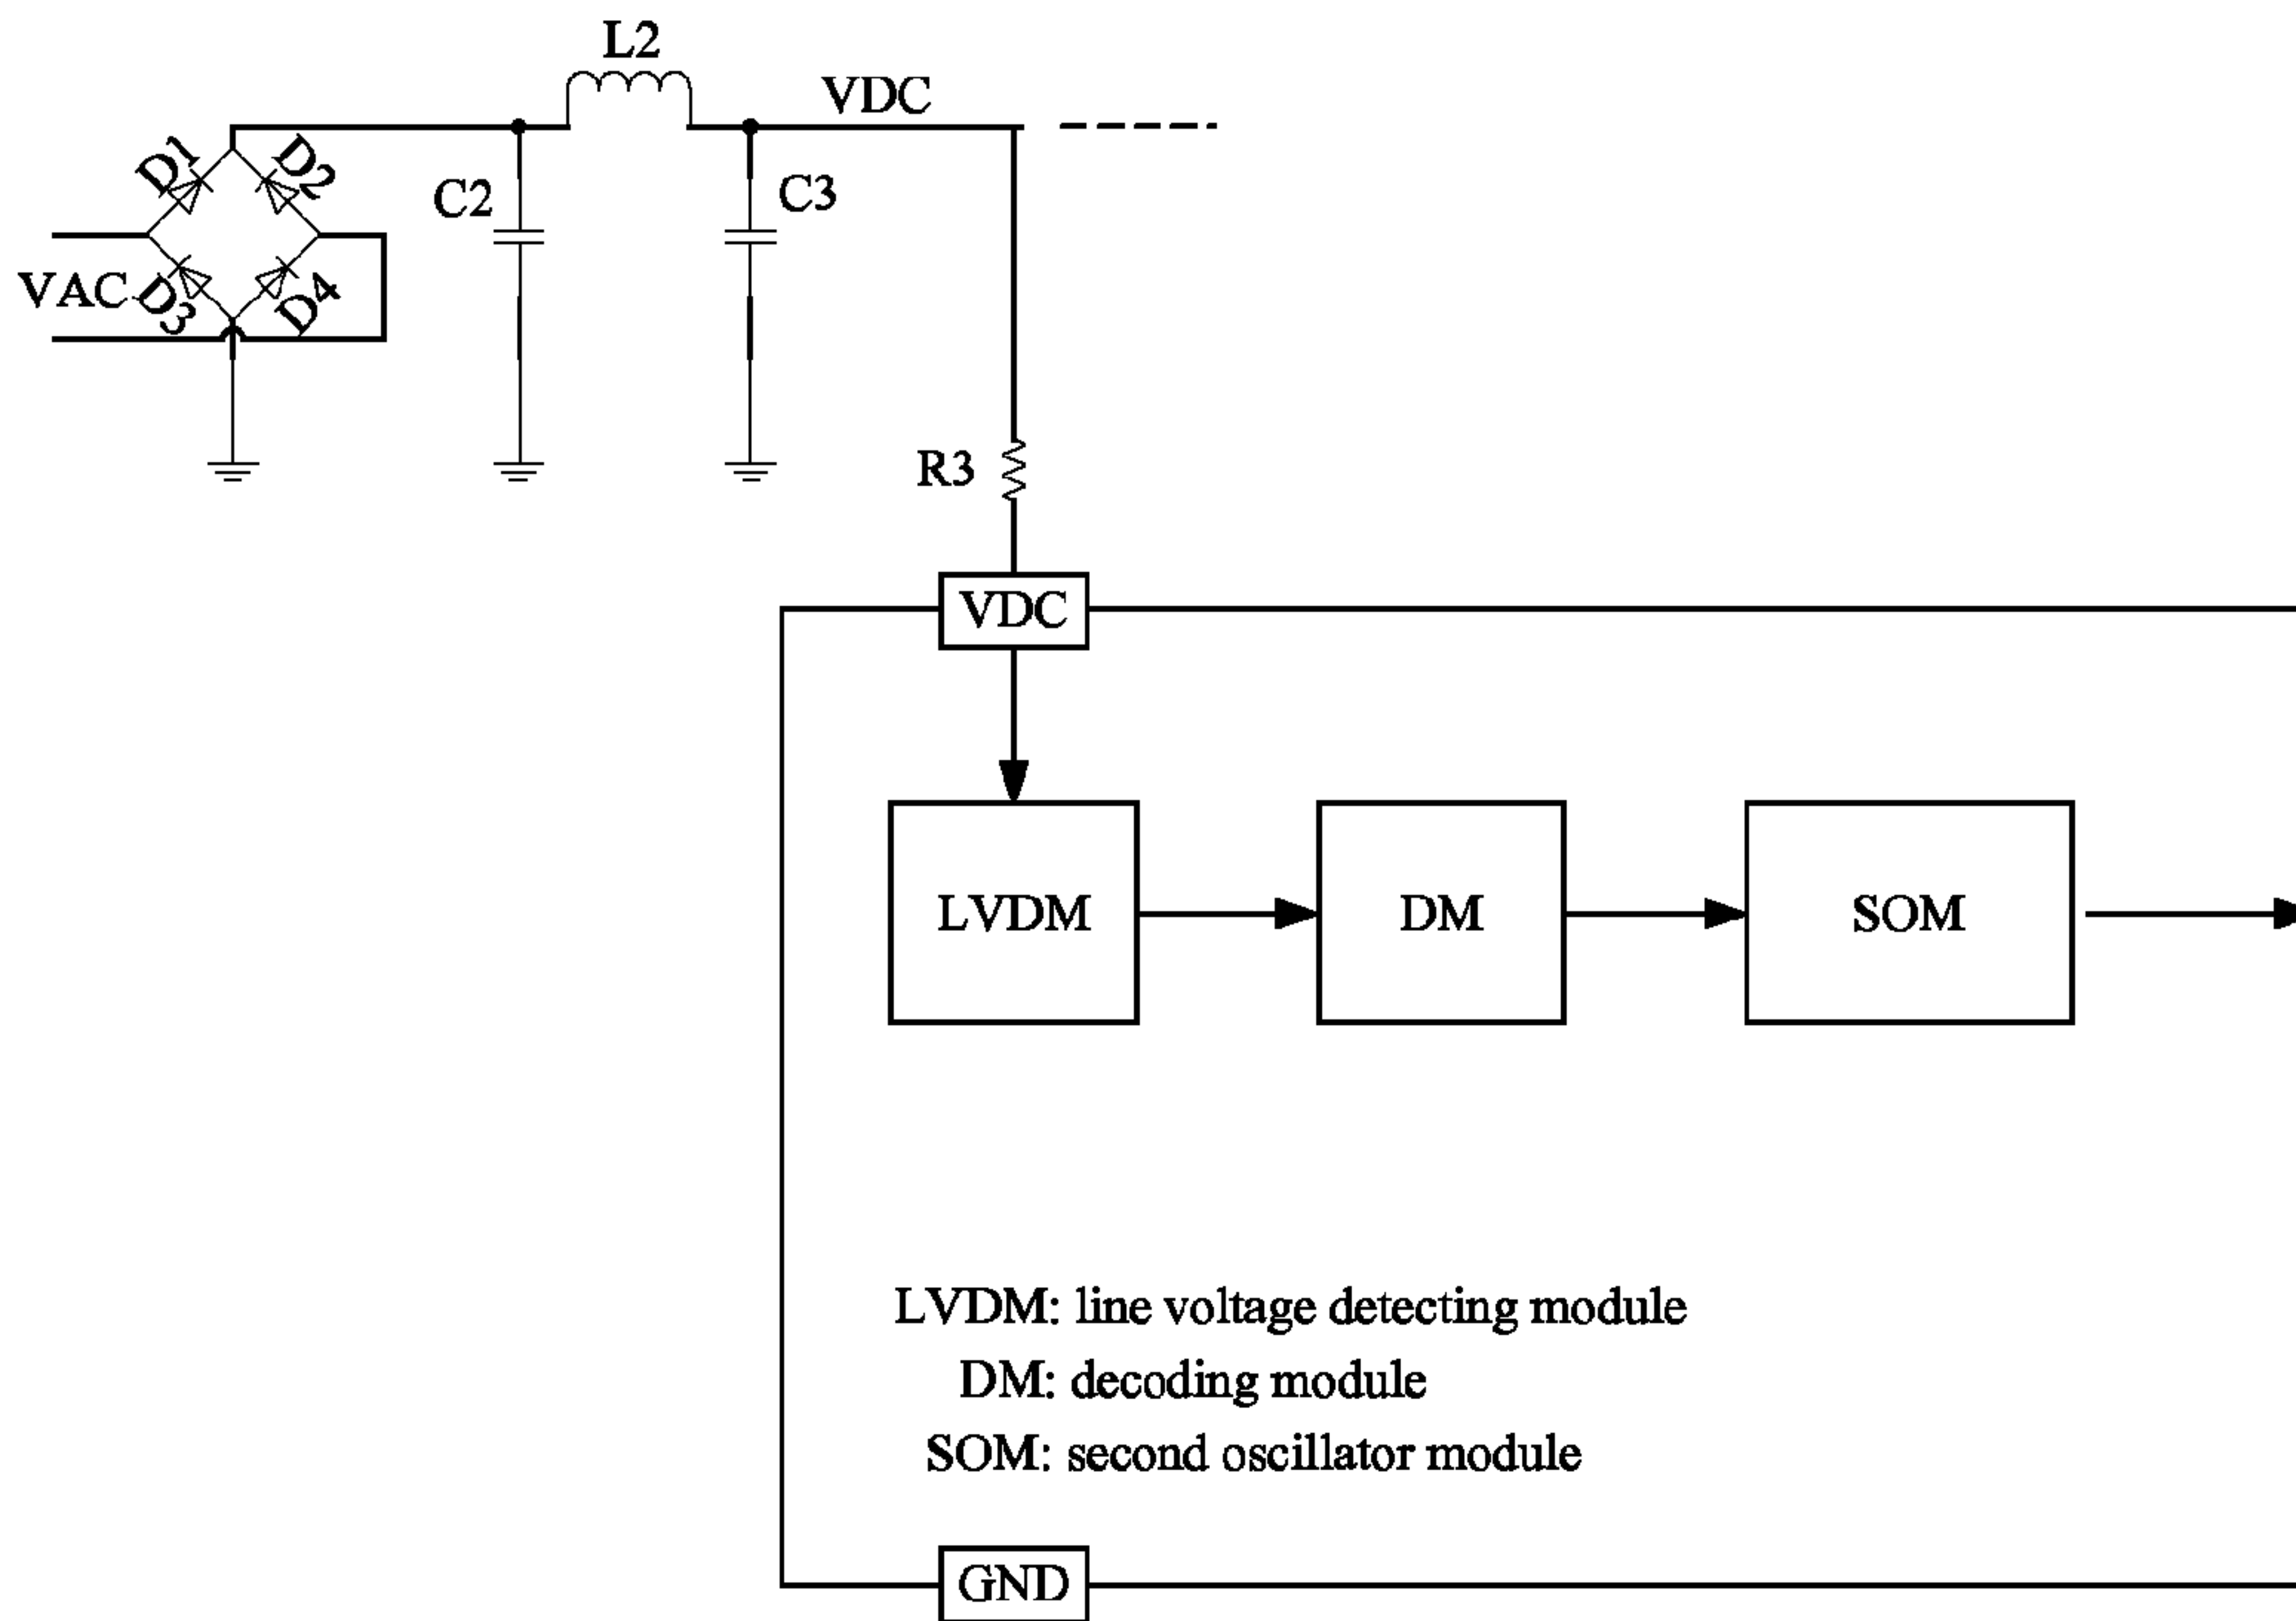 L2
VDC
D1
D2
C2
C3
VAC
D3
D4
R3
VDC
LVDM
DM
SOM
LVDM: line voltage detecting module
DM: decoding module
SOM: second oscillator module
GND